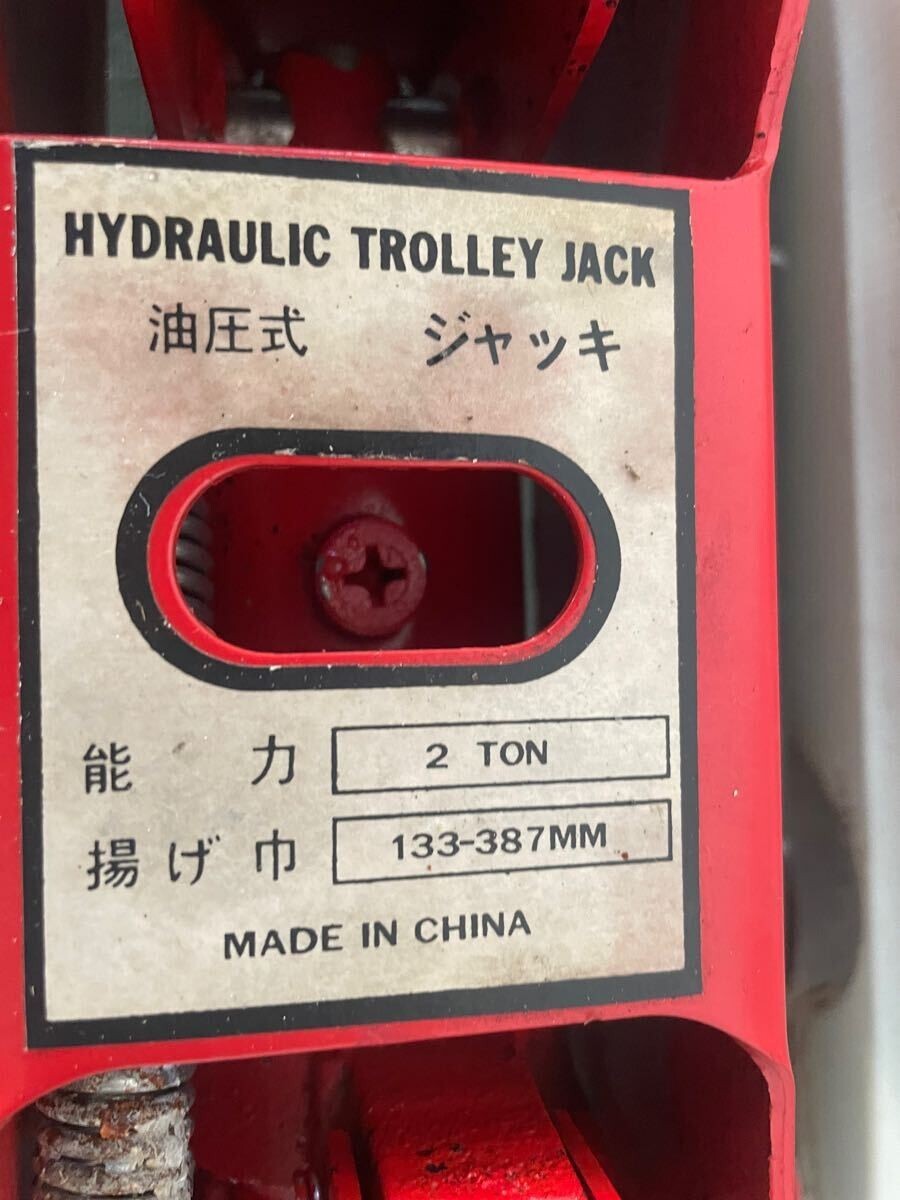 HYDRAULIC TROLLEY JACK
油圧式 ジャッキ
能力 2 TON
揚げ巾 133-387MM
MADE IN CHINA